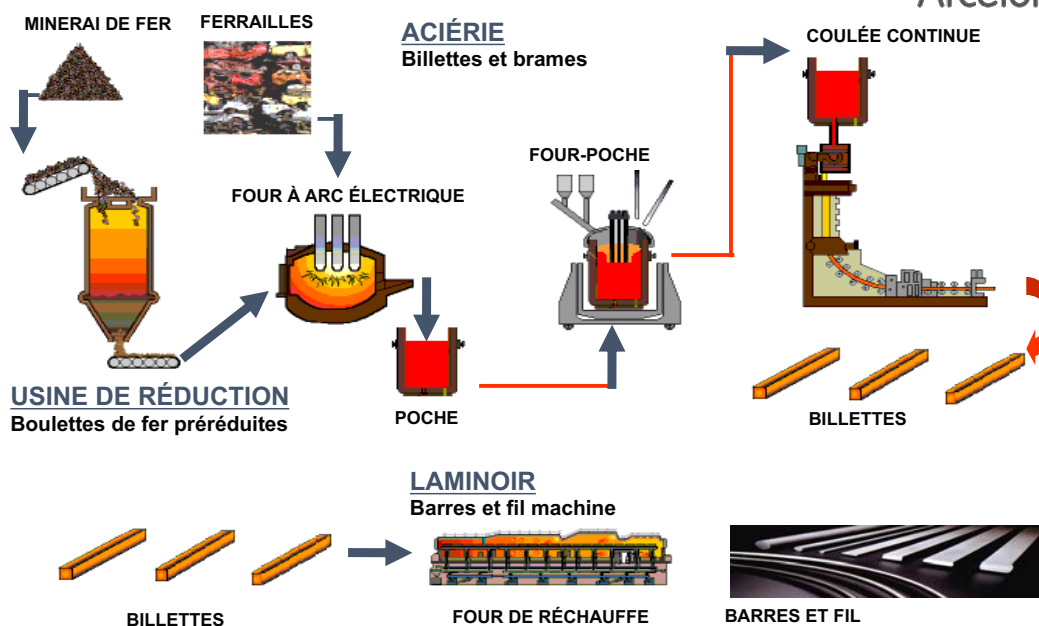 MINERAI DE FER
FERRAILLES
ACIÉRIE
Billettes et brames
COULÉE CONTINUE
FOUR-POCHE
FOUR À ARC ÉLECTRIQUE
USINE DE RÉDUCTION
Boulettes de fer préréduites
POCHE
BILLETTES
LAMINOIR
Barres et fil machine
BILLETTES
FOUR DE RÉCHAUFFE
BARRES ET FIL